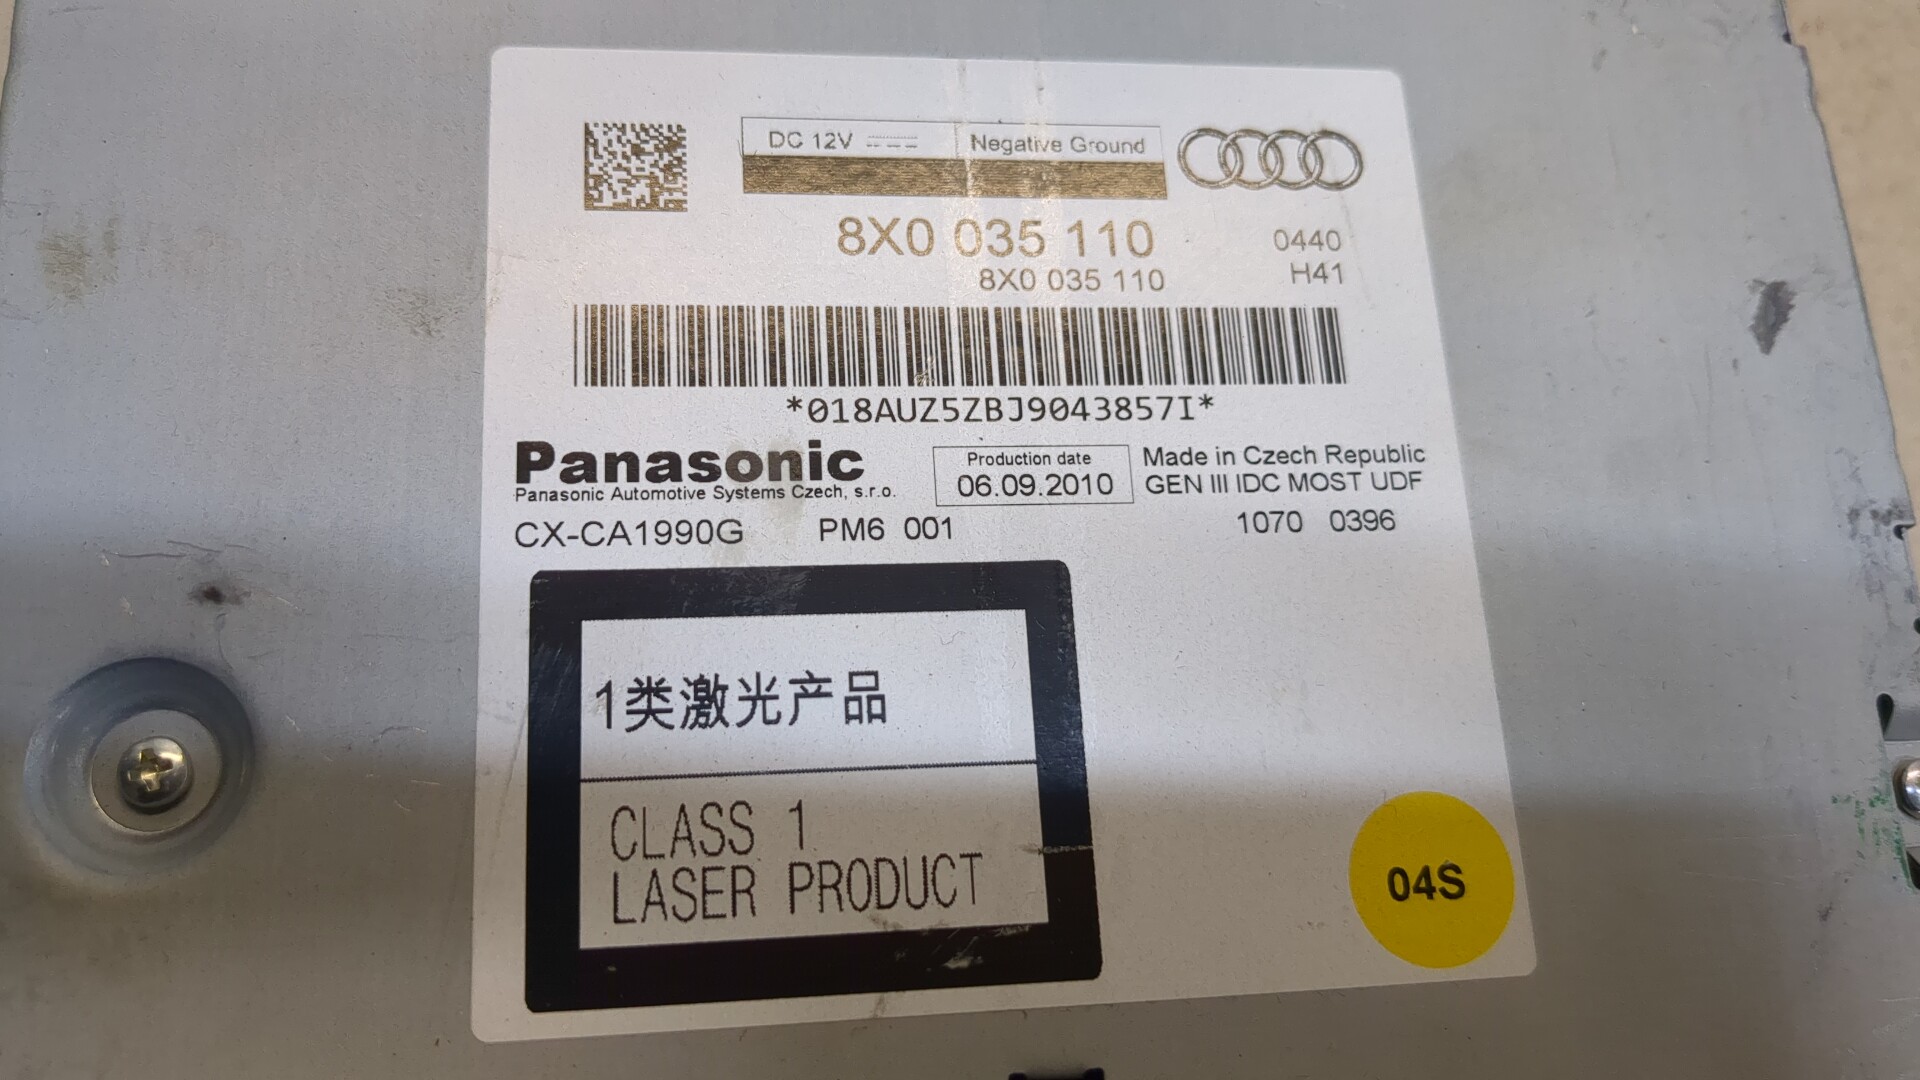 DC 12V Negative Ground
8X0 035 110 0440
8X0 035 110 H41
*018AUZ5ZBJ9043857I*
Panasonic
Panasonic Automotive Systems Czech, s.r.o.
Production date
06.09.2010
Made in Czech Republic
GEN III IDC MOST UDF
CX-CA1990G PM6 001 1070 0396
1类激光产品
CLASS 1
LASER PRODUCT
04S